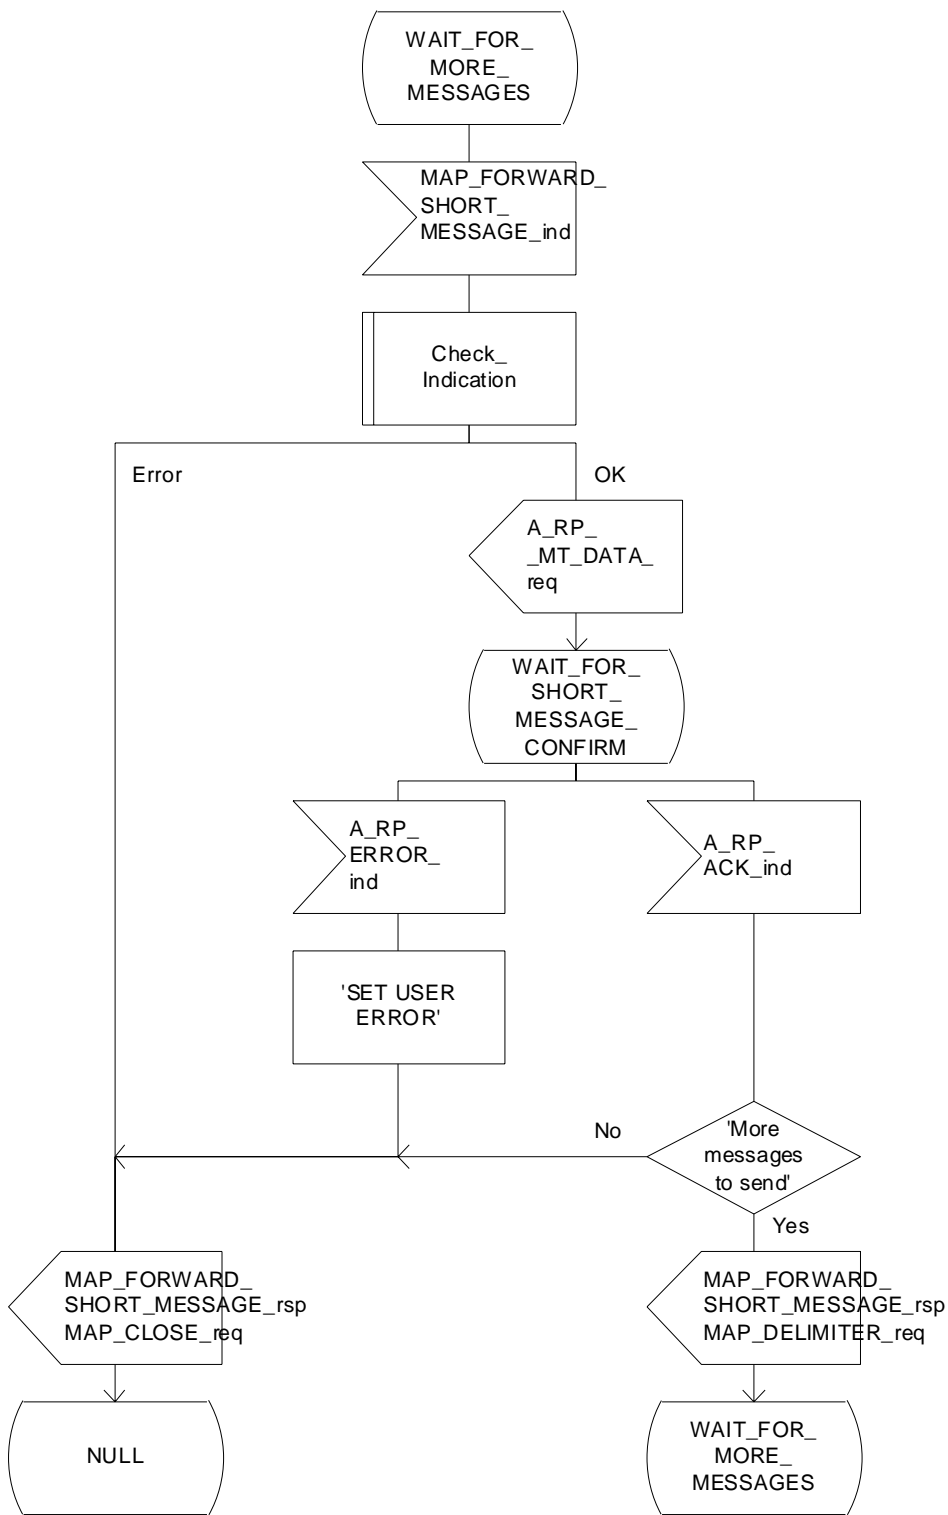 WAIT_FOR_
MORE_
MESSAGES
MAP_FORWARD_
SHORT_
MESSAGE_ind
Check_
Indication
Error
OK
A_RP_
_MT_DATA_
req
WAIT_FOR_
SHORT_
MESSAGE_
CONFIRM
A_RP_
ERROR_
ind
A_RP_
ACK_ind
'SET USER
ERROR'
No
'More
messages
to send'
Yes
MAP_FORWARD_
SHORT_MESSAGE_rsp
MAP_CLOSE_req
MAP_FORWARD_
SHORT_MESSAGE_rsp
MAP_DELIMITER_req
NULL
WAIT_FOR_
MORE_
MESSAGES